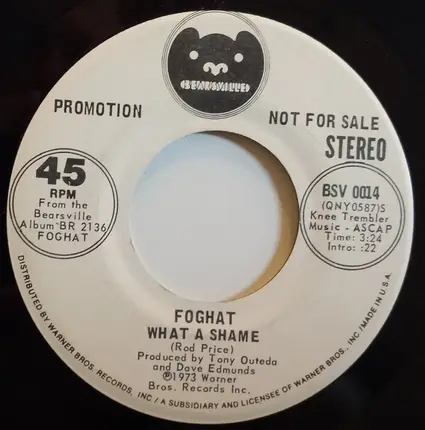 BEARSVILLE
PROMOTION
NOT FOR SALE
STEREO
45
RPM
From the
Bearsville
Album BR 2136
FOGHAT
BSV 0014
(QNY0587)S
Knee Trembler
Music - ASCAP
Time: 3:24
Intro: :22
FOGHAT
WHAT A SHAME
(Rod Price)
Produced by Tony Outeda
and Dave Edmunds
℗1973 Warner
Bros. Records Inc.
DISTRIBUTED BY WARNER BROS. RECORDS, INC / A SUBSIDIARY AND LICENSEE OF WARNER BROS. INC / MADE IN U.S.A.